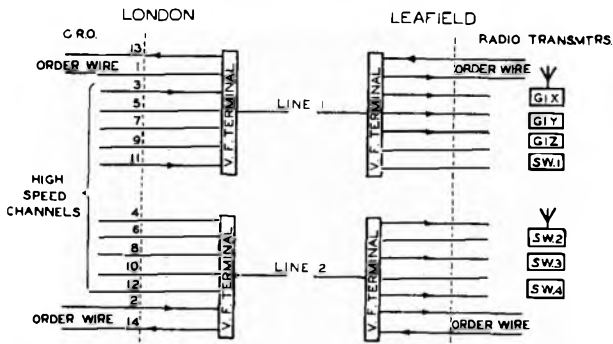 LONDON
LEAFIELD
C.R.O.
RADIO TRANSMTRS.
13
ORDER WIRE
1
ORDER WIRE
3
5
7
9
11
V.F. TERMINAL
LINE 1
V.F. TERMINAL
G1X
G1Y
G1Z
SW.1
HIGH
SPEED
CHANNELS
4
6
8
10
12
2
ORDER WIRE
14
V.F. TERMINAL
LINE 2
V.F. TERMINAL
SW.2
SW.3
SW.4
ORDER WIRE